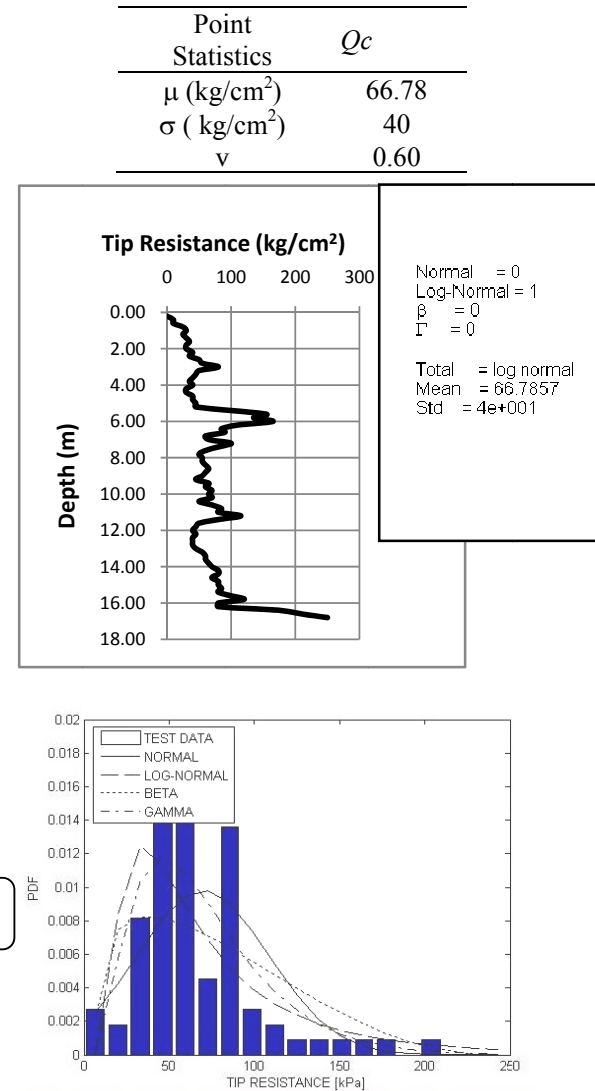 Point
Statistics Qc
μ (kg/cm²) 66.78
σ ( kg/cm²) 40
v 0.60
Tip Resistance (kg/cm²)
0 100 200 300
0.00
2.00
4.00
6.00
8.00
10.00
12.00
14.00
16.00
18.00
Depth (m)
Normal = 0
Log-Normal = 1
β = 0
Γ = 0
Total = log normal
Mean = 66.7857
Std = 4e+001
0.02
0.018
0.016
0.014
0.012
0.01
0.008
0.006
0.004
0.002
0
PDF
TEST DATA
NORMAL
LOG-NORMAL
BETA
GAMMA
0 50 100 150 200 250
TIP RESISTANCE [kPa]